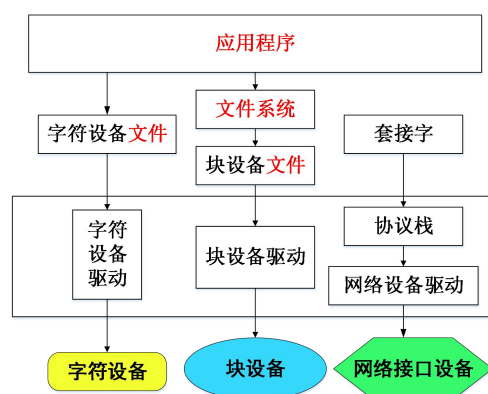 应用程序
文件系统
字符设备文件
套接字
块设备文件
字符
设备
驱动
块设备驱动
协议栈
网络设备驱动
字符设备
块设备
网络接口设备